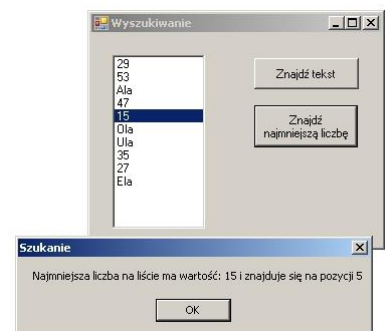 Wyszukiwanie
29
53
Ala
47
15
Ola
Ula
35
27
Ela
Znajdź tekst
Znajdź
najmniejszą liczbę
Szukanie
Najmniejsza liczba na liście ma wartość: 15 i znajduje się na pozycji 5
OK